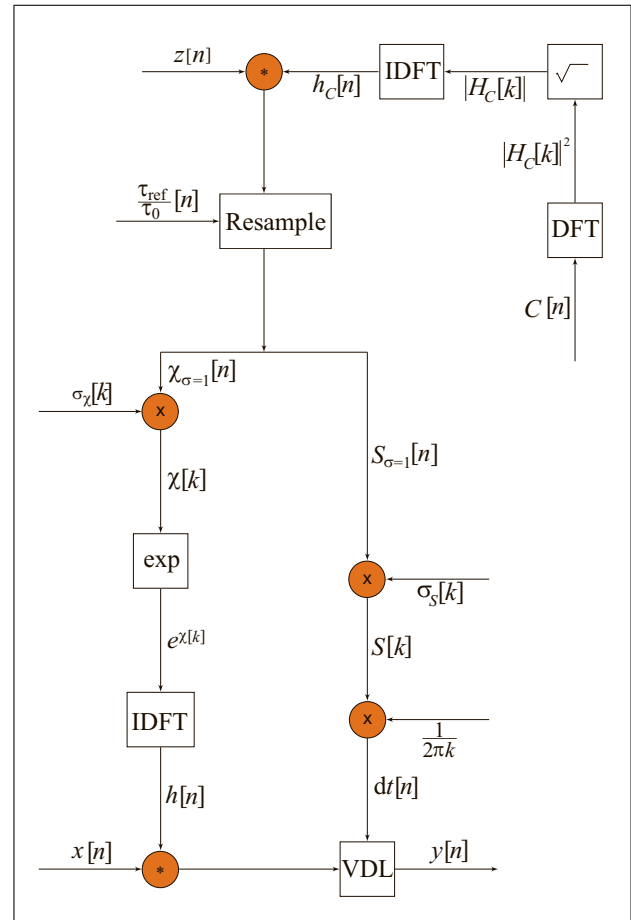 z[n]
*
h_C[n]
IDFT
|H_C[k]|
√
|H_C[k]|²
τ_ref/τ_0 [n]
Resample
DFT
C[n]
χ_σ=1[n]
σ_χ[k]
x
S_σ=1[n]
χ[k]
exp
x
σ_S[k]
e^χ[k]
S[k]
IDFT
x
1/2πk
h[n]
dt[n]
x[n]
*
VDL
y[n]